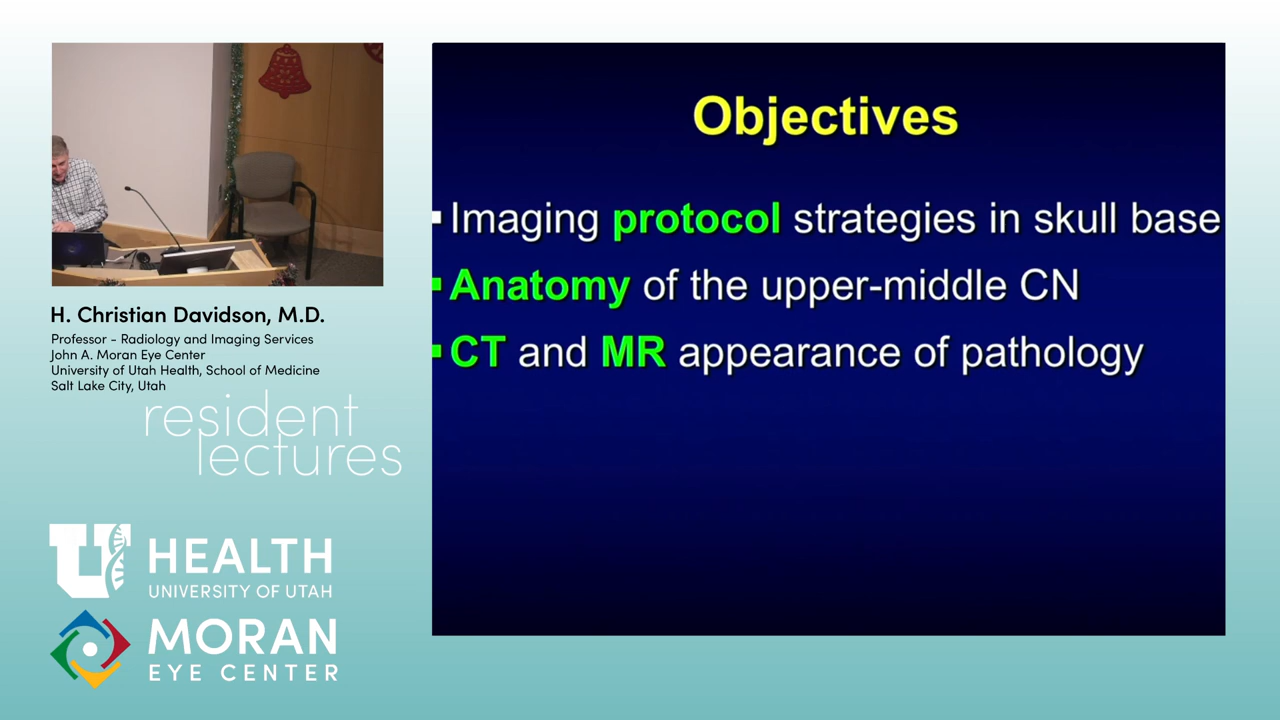 H. Christian Davidson, M.D.
Professor - Radiology and Imaging Services
John A. Moran Eye Center
University of Utah Health, School of Medicine
Salt Lake City, Utah
resident
lectures
U HEALTH
UNIVERSITY OF UTAH
MORAN
EYE CENTER
Objectives
Imaging protocol strategies in skull base
Anatomy of the upper-middle CN
CT and MR appearance of pathology